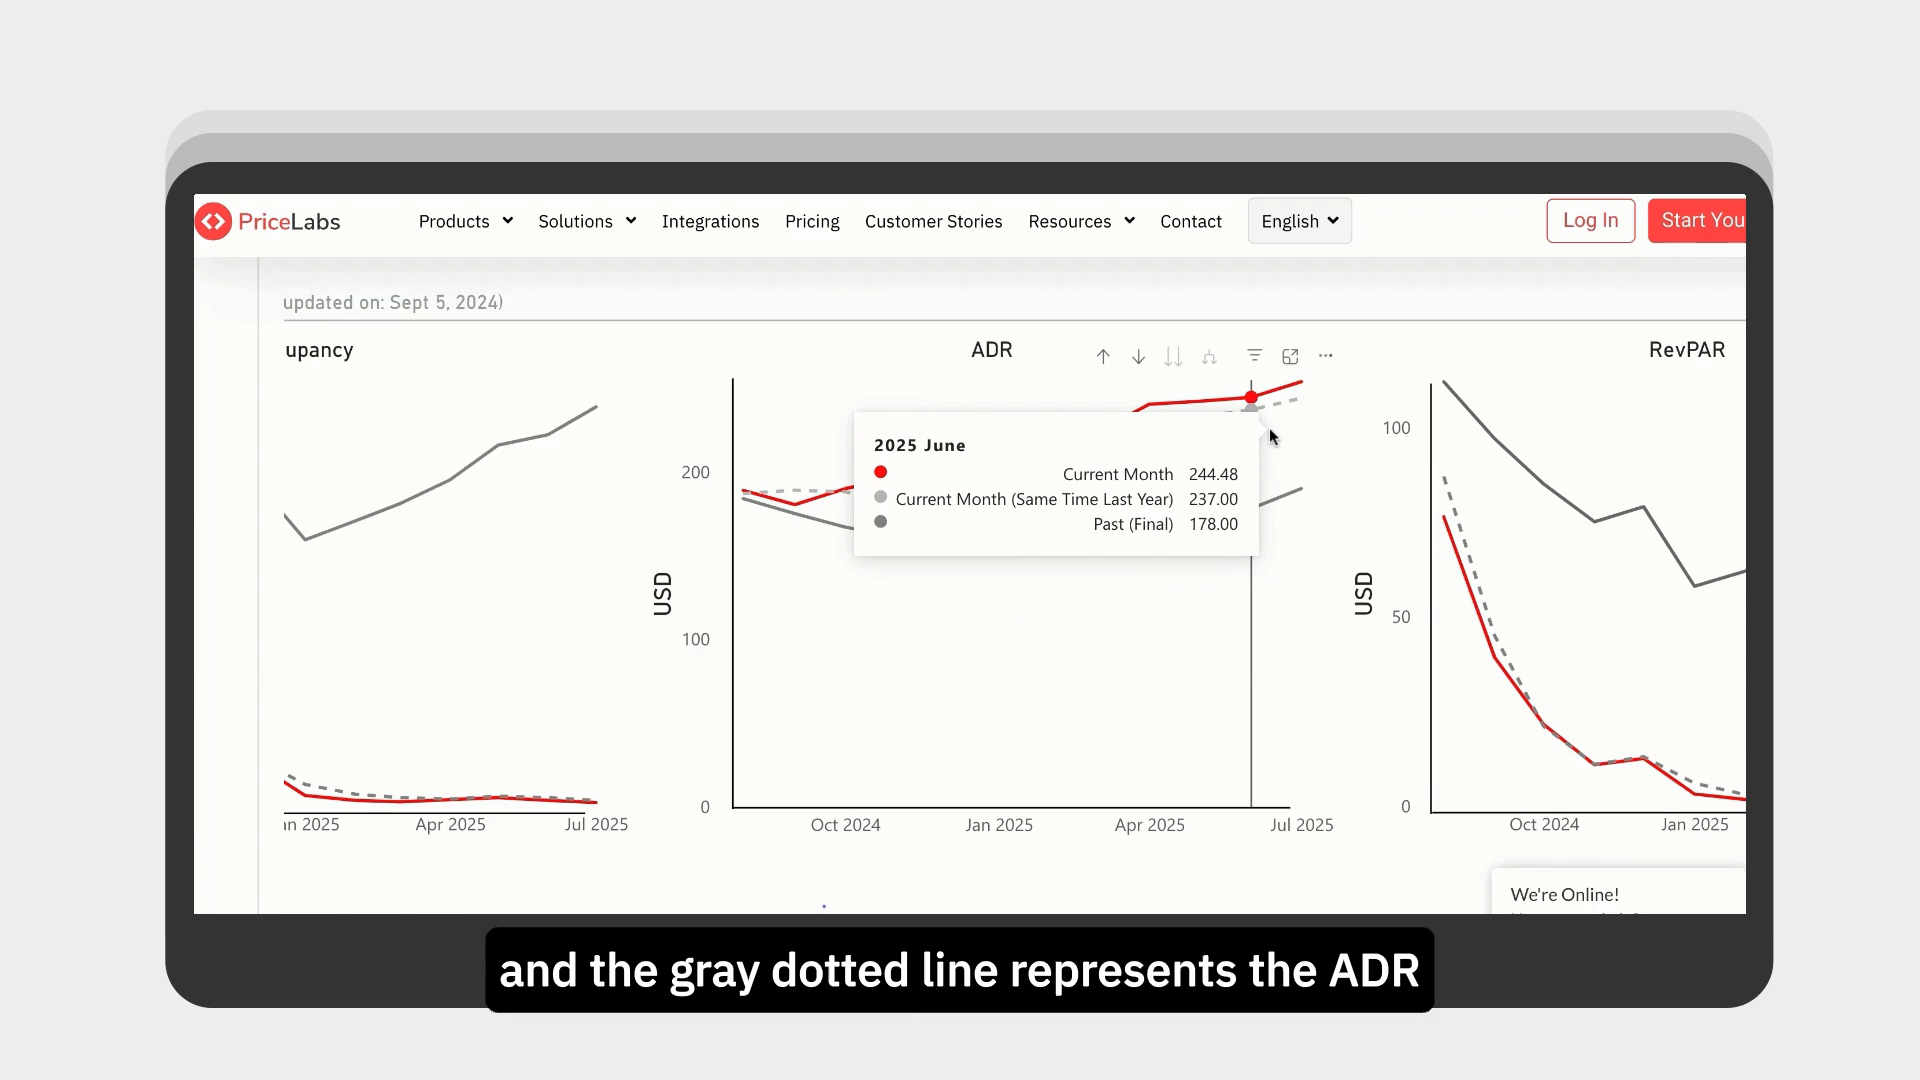 PriceLabs
Products
Solutions
Integrations
Pricing
Customer Stories
Resources
Contact
English
Log In
Start You
updated on: Sept 5, 2024)
upancy
ADR
RevPAR
2025 June
Current Month 244.48
Current Month (Same Time Last Year) 237.00
Past (Final) 178.00
an 2025
Apr 2025
Jul 2025
USD
200
100
0
Oct 2024
Jan 2025
Apr 2025
Jul 2025
USD
100
50
0
Oct 2024
Jan 2025
We're Online!
and the gray dotted line represents the ADR